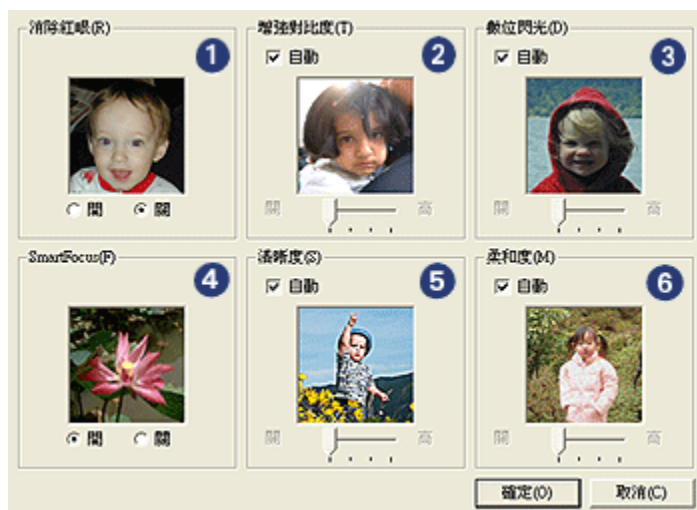 消除紅眼(R)
1
開
關
增強對比度(T)
2
自動
關
高
數位閃光(D)
3
自動
關
高
SmartFocus(F)
4
開
關
清晰度(S)
5
自動
關
高
柔和度(M)
6
自動
關
高
確定(O)
取消(C)